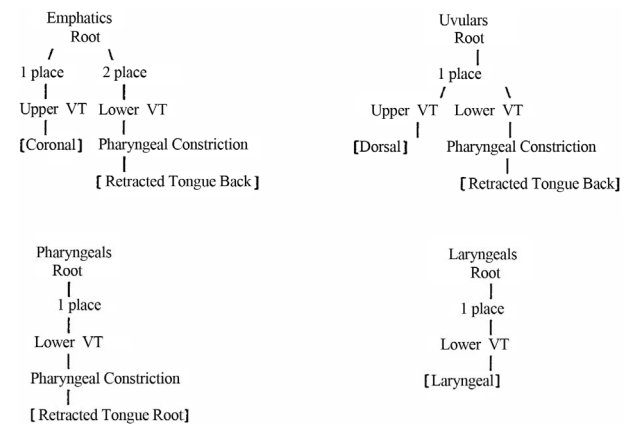 Emphatics
Root
1 place 2 place
Upper VT Lower VT
[Coronal] Pharyngeal Constriction
[ Retracted Tongue Back ]
Uvulars
Root
1 place
Upper VT Lower VT
[Dorsal] Pharyngeal Constriction
[ Retracted Tongue Back]
Pharyngeals
Root
1 place
Lower VT
Pharyngeal Constriction
[ Retracted Tongue Root]
Laryngeals
Root
1 place
Lower VT
[Laryngeal]